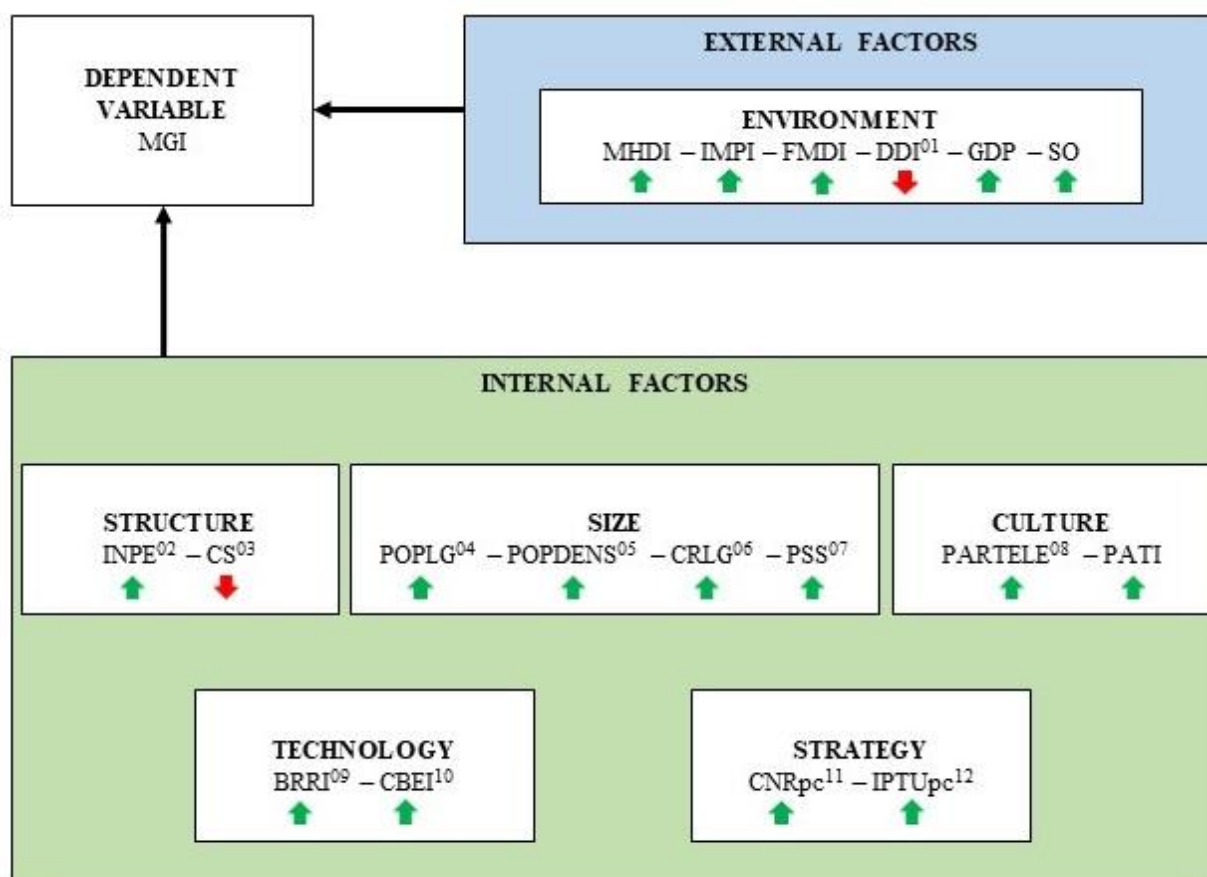 DEPENDENT
VARIABLE
MGI
EXTERNAL FACTORS
ENVIRONMENT
MHDI – IMPI – FMDI – DDI⁰¹ – GDP – SO
INTERNAL FACTORS
STRUCTURE
INPE⁰² – CS⁰³
SIZE
POPLG⁰⁴ – POPDENS⁰⁵ – CRLG⁰⁶ – PSS⁰⁷
CULTURE
PARTELE⁰⁸ – PATI
TECHNOLOGY
BRRI⁰⁹ – CBEI¹⁰
STRATEGY
CNRpc¹¹ – IPTUpc¹²